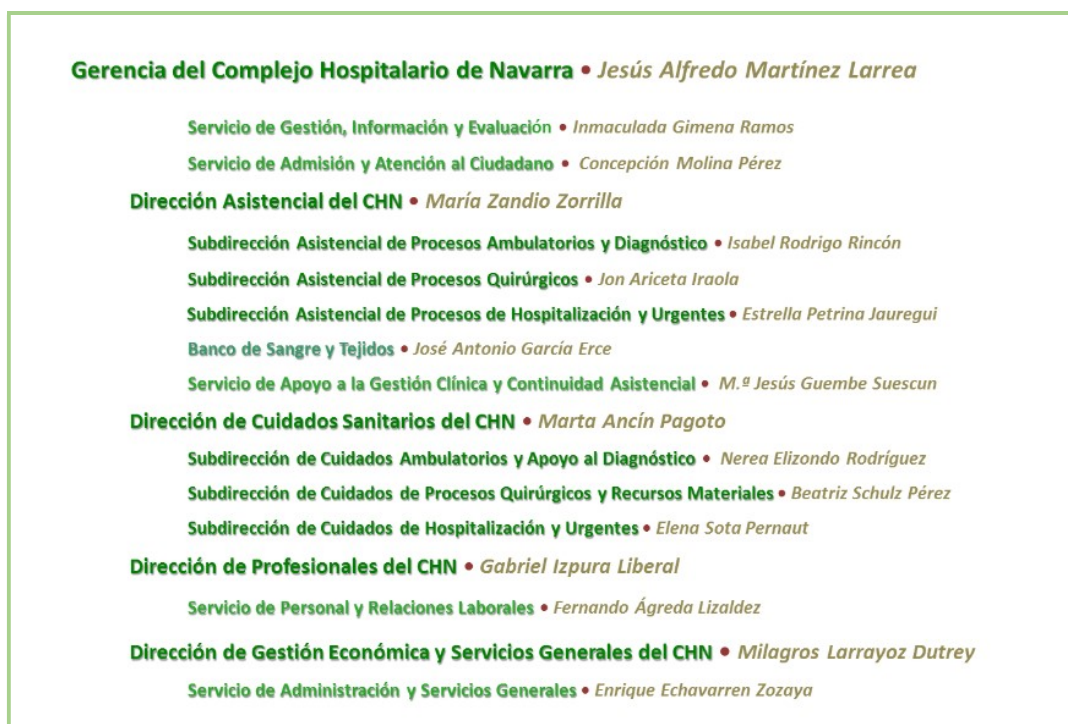 Gerencia del Complejo Hospitalario de Navarra • Jesús Alfredo Martínez Larrea
Servicio de Gestión, Información y Evaluación • Inmaculada Gimena Ramos
Servicio de Admisión y Atención al Ciudadano • Concepción Molina Pérez
Dirección Asistencial del CHN • María Zandio Zorrilla
Subdirección Asistencial de Procesos Ambulatorios y Diagnóstico • Isabel Rodrigo Rincón
Subdirección Asistencial de Procesos Quirúrgicos • Jon Ariceta Iraola
Subdirección Asistencial de Procesos de Hospitalización y Urgentes • Estrella Petrina Jauregui
Banco de Sangre y Tejidos • José Antonio García Erce
Servicio de Apoyo a la Gestión Clínica y Continuidad Asistencial • M.ª Jesús Guembe Suescun
Dirección de Cuidados Sanitarios del CHN • Marta Ancín Pagoto
Subdirección de Cuidados Ambulatorios y Apoyo al Diagnóstico • Nerea Elizondo Rodríguez
Subdirección de Cuidados de Procesos Quirúrgicos y Recursos Materiales • Beatriz Schulz Pérez
Subdirección de Cuidados de Hospitalización y Urgentes • Elena Sota Pernaut
Dirección de Profesionales del CHN • Gabriel Izpura Liberal
Servicio de Personal y Relaciones Laborales • Fernando Ágreda Lizaldez
Dirección de Gestión Económica y Servicios Generales del CHN • Milagros Larrayoz Dutrey
Servicio de Administración y Servicios Generales • Enrique Echavarren Zozaya